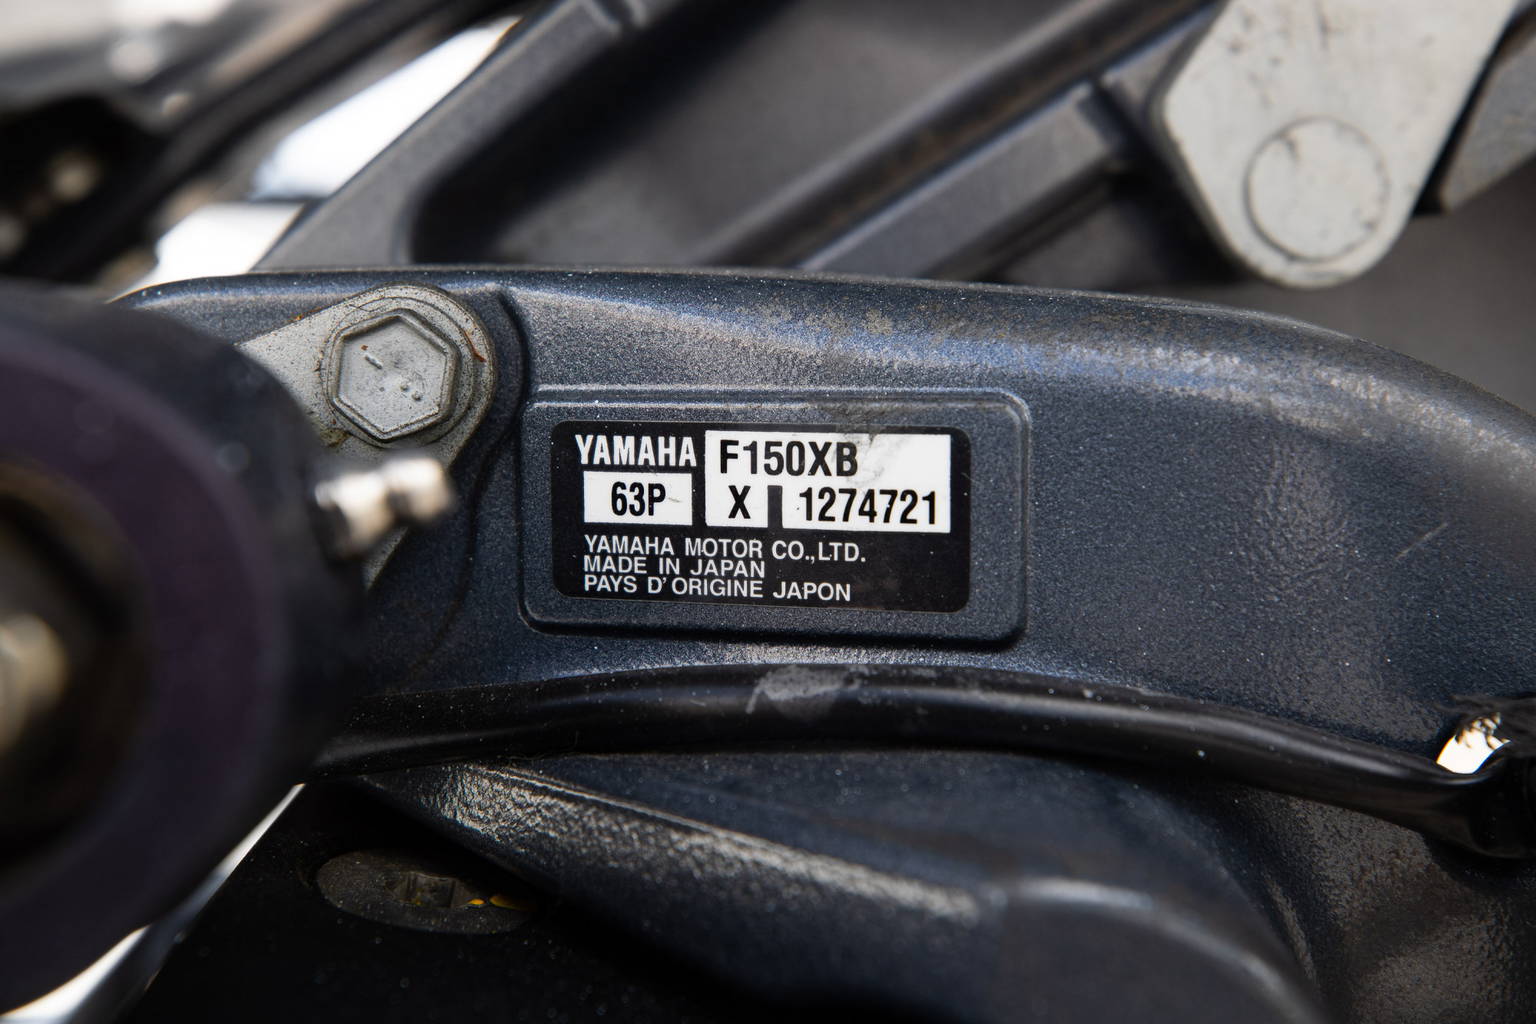 YAMAHA F150XB
63P X 1274721
YAMAHA MOTOR CO.,LTD.
MADE IN JAPAN
PAYS D'ORIGINE JAPON